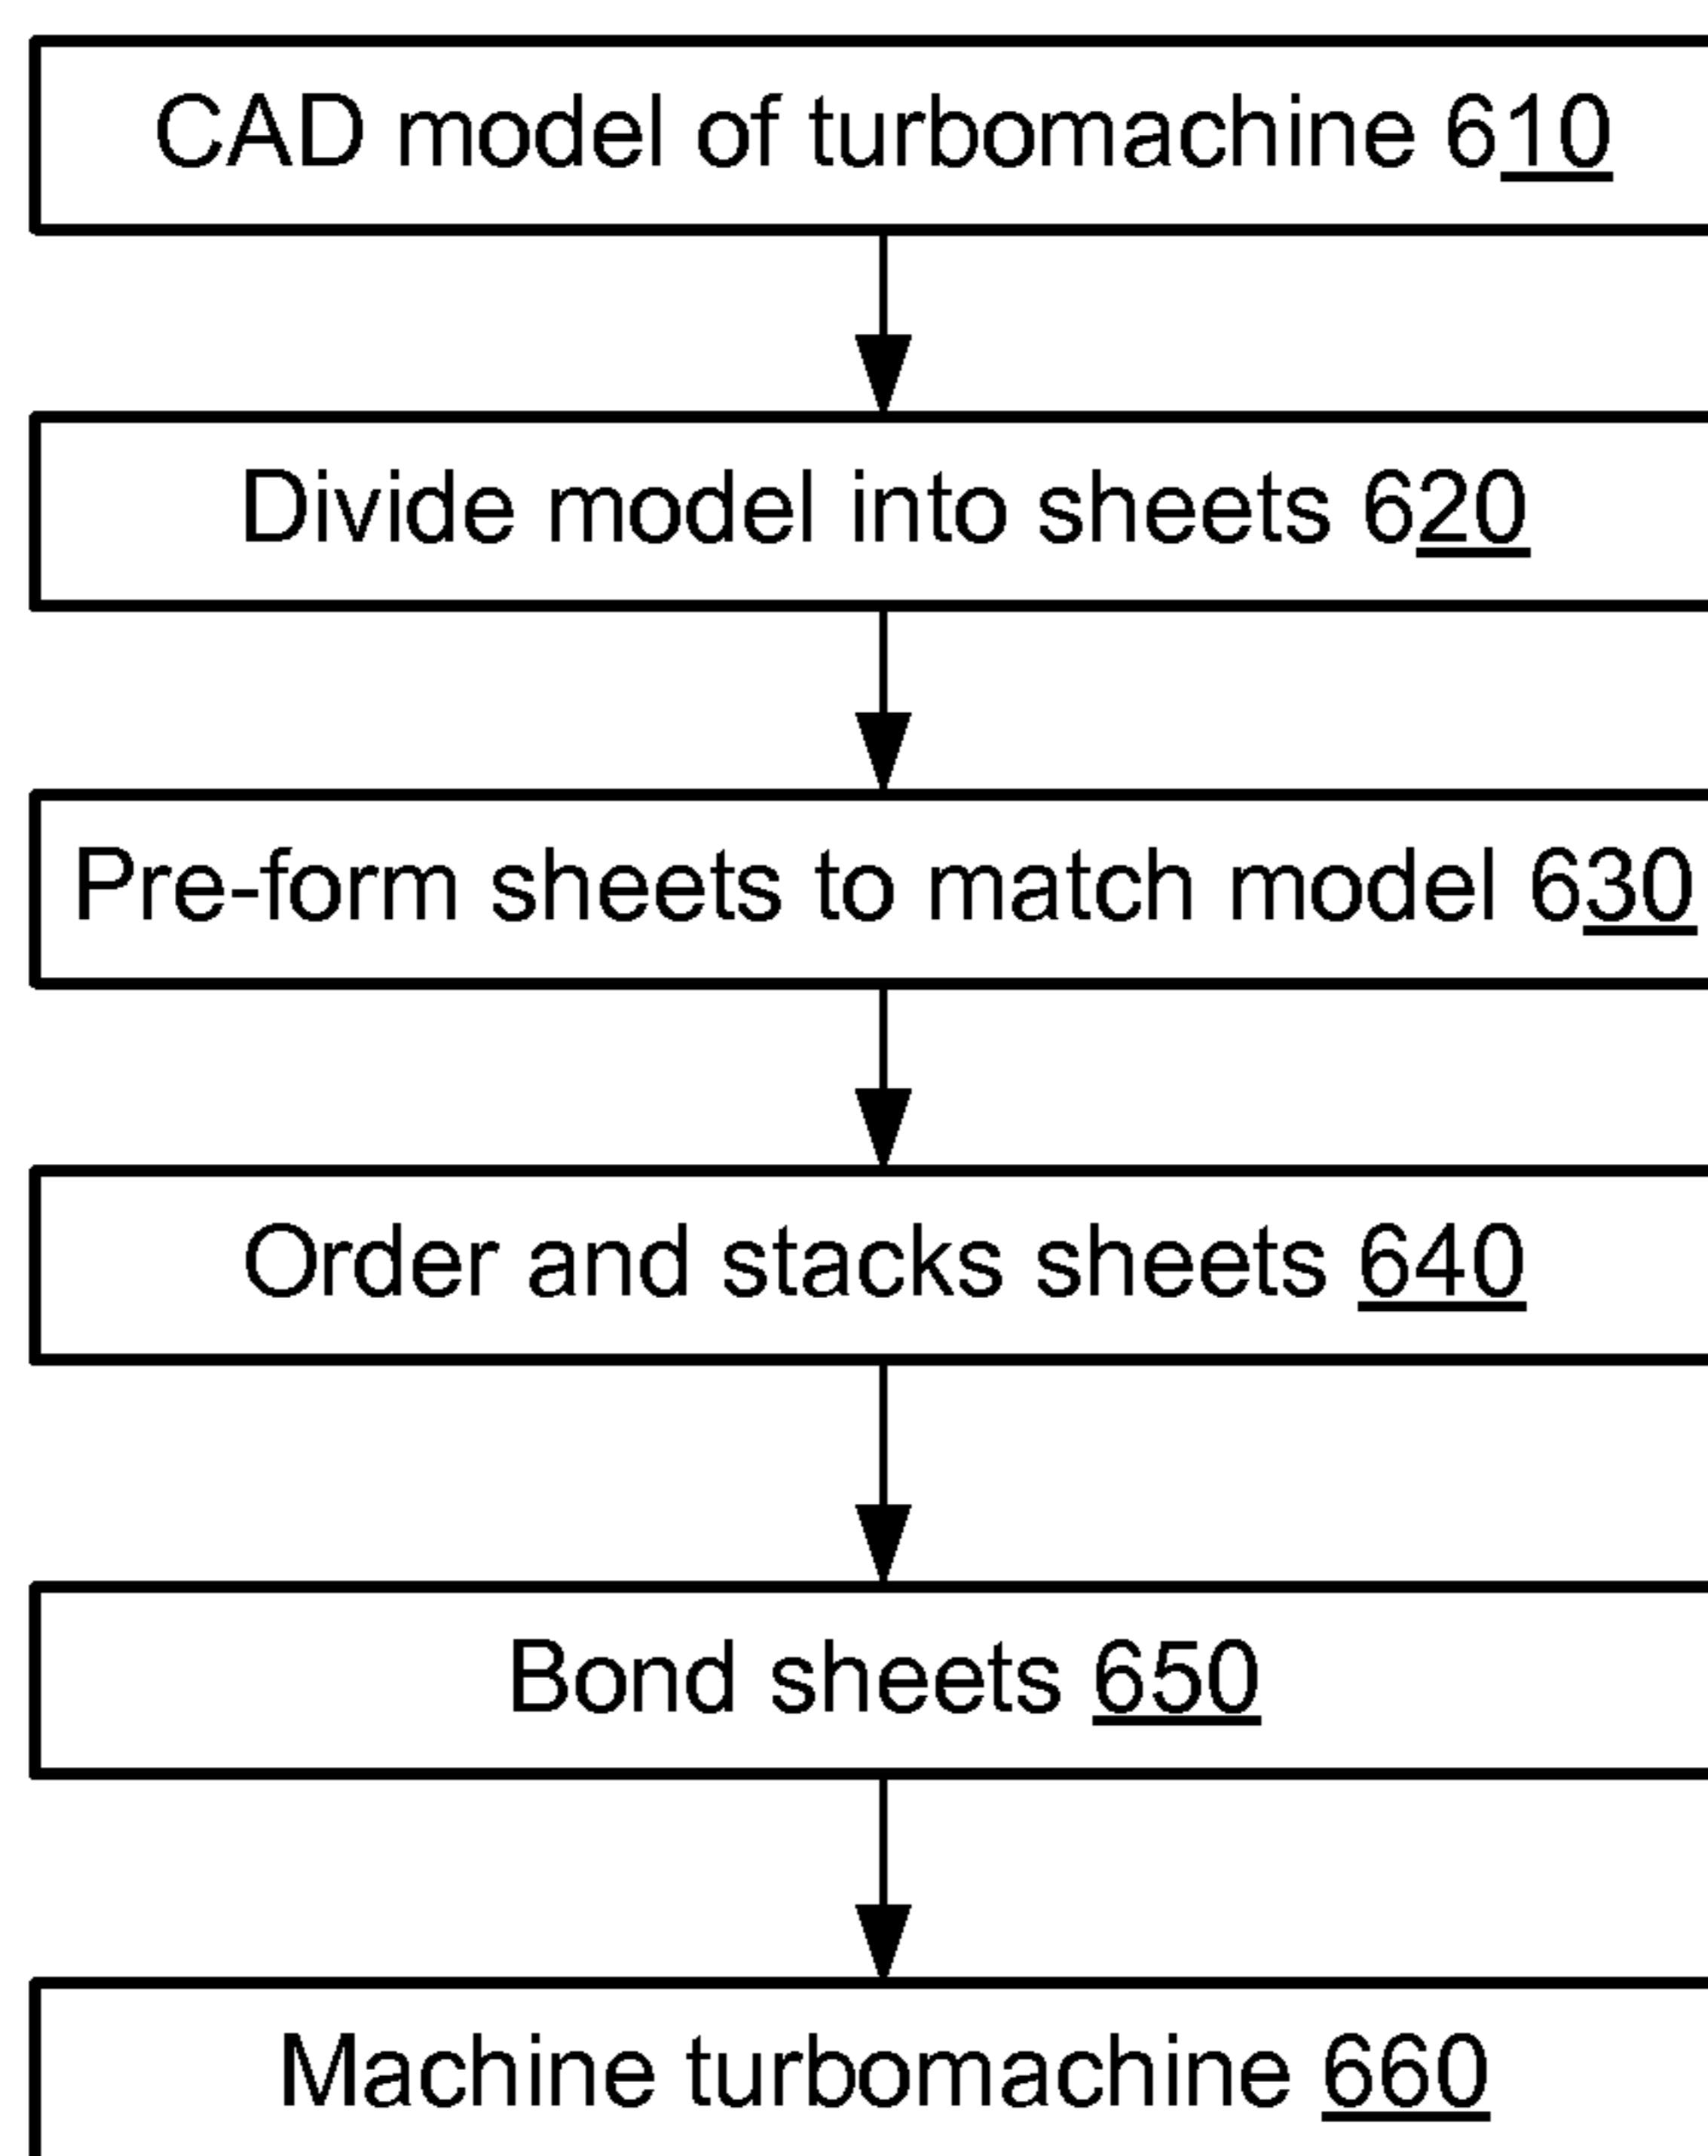 CAD model of turbomachine 610
Divide model into sheets 620
Pre-form sheets to match model 630
Order and stacks sheets 640
Bond sheets 650
Machine turbomachine 660